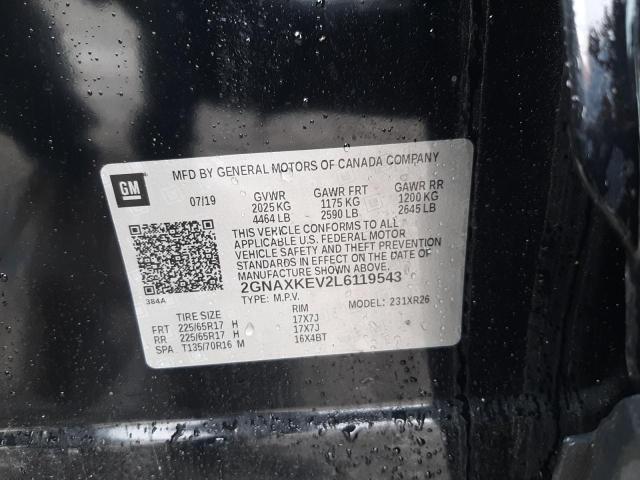 MFD BY GENERAL MOTORS OF CANADA COMPANY
GM
07/19 GVWR GAWR FRT GAWR RR
2025 KG 1175 KG 1200 KG
4464 LB 2590 LB 2645 LB
THIS VEHICLE CONFORMS TO ALL
APPLICABLE U.S. FEDERAL MOTOR
VEHICLE SAFETY AND THEFT PREVENTION
STANDARDS IN EFFECT ON THE DATE OF
MANUFACTURE SHOWN ABOVE.
2GNAXKEV2L6119543
384A
TYPE: M.P.V. MODEL: 231XR26
TIRE SIZE RIM
FRT 225/65R17 H 17X7J
RR 225/65R17 H 17X7J
SPA T135/70R16 M 16X4BT